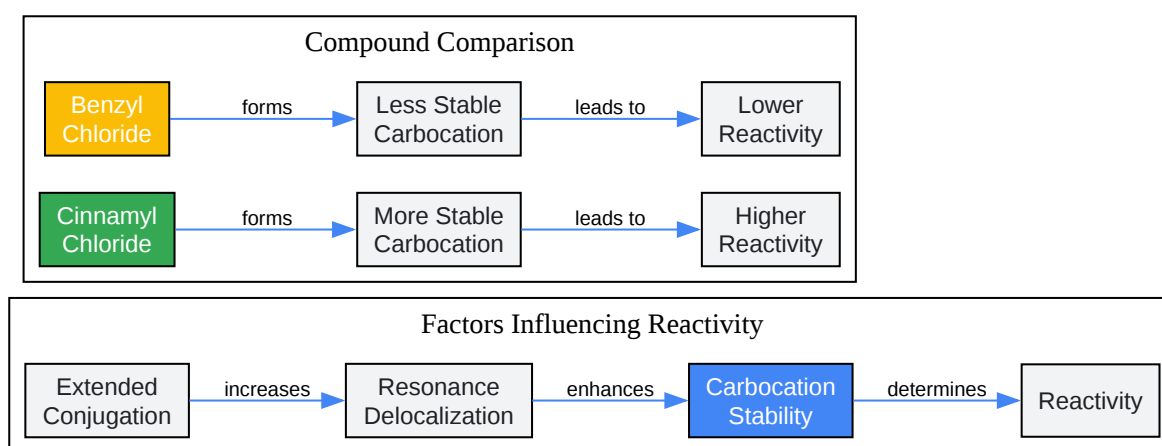 Compound Comparison
Benzyl
Chloride
forms
Less Stable
Carbocation
leads to
Lower
Reactivity
Cinnamyl
Chloride
forms
More Stable
Carbocation
leads to
Higher
Reactivity
Factors Influencing Reactivity
Extended
Conjugation
increases
Resonance
Delocalization
enhances
Carbocation
Stability
determines
Reactivity